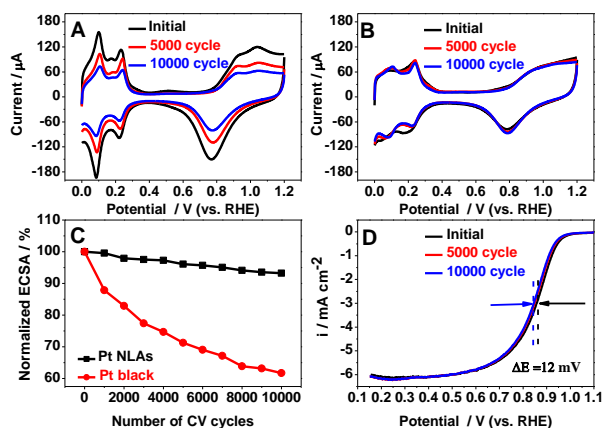 A
Initial
5000 cycle
10000 cycle
Current / μA
180
120
60
0
-60
-120
-180
0.0 0.2 0.4 0.6 0.8 1.0 1.2
Potential / V (vs. RHE)
B
Initial
5000 cycle
10000 cycle
Current / μA
180
120
60
0
-60
-120
-180
0.0 0.2 0.4 0.6 0.8 1.0 1.2
Potential / V (vs. RHE)
C
Normalized ECSA / %
110
100
90
80
70
60
Pt NLAs
Pt black
0 2000 4000 6000 8000 10000
Number of CV cycles
D
Initial
5000 cycle
10000 cycle
i / mA cm-2
0
-1
-2
-3
-4
-5
-6
ΔE =12 mV
0.1 0.2 0.3 0.4 0.5 0.6 0.7 0.8 0.9 1.0 1.1
Potential / V (vs. RHE)